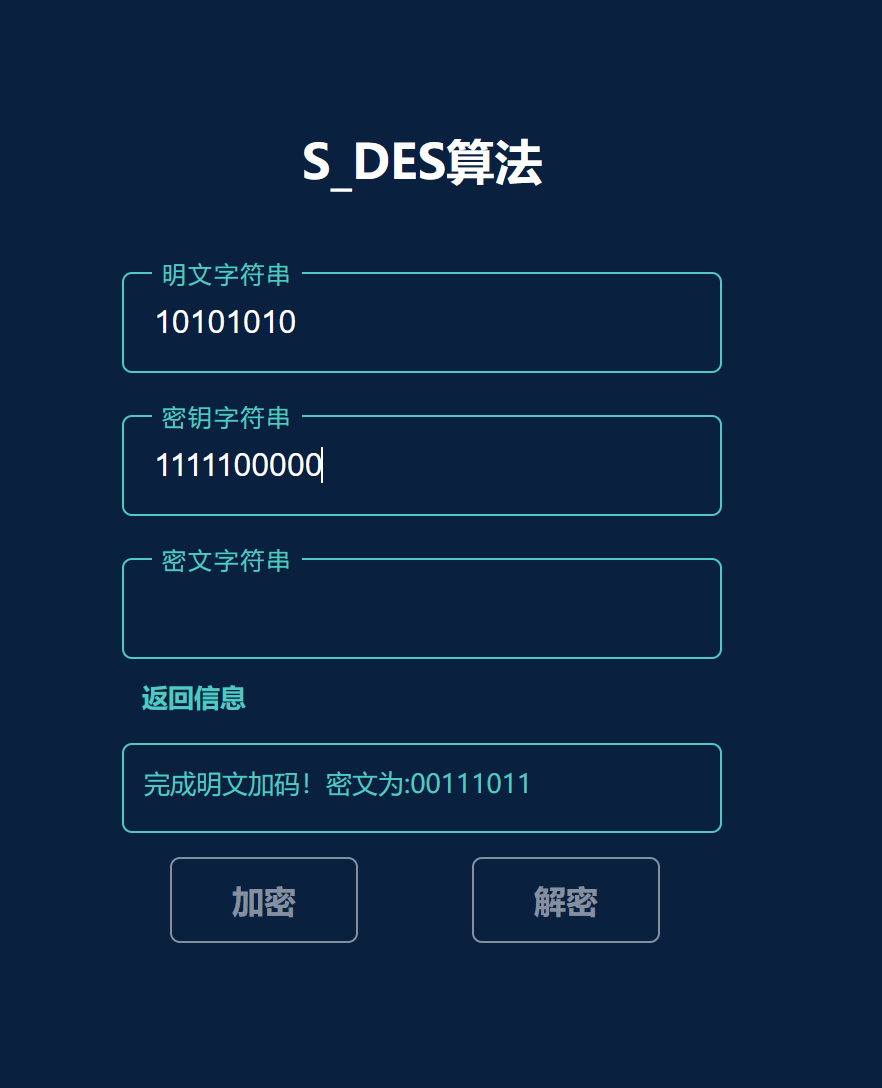 S_DES算法
明文字符串
10101010
密钥字符串
1111100000
密文字符串
返回信息
完成明文加码！密文为:00111011
加密
解密